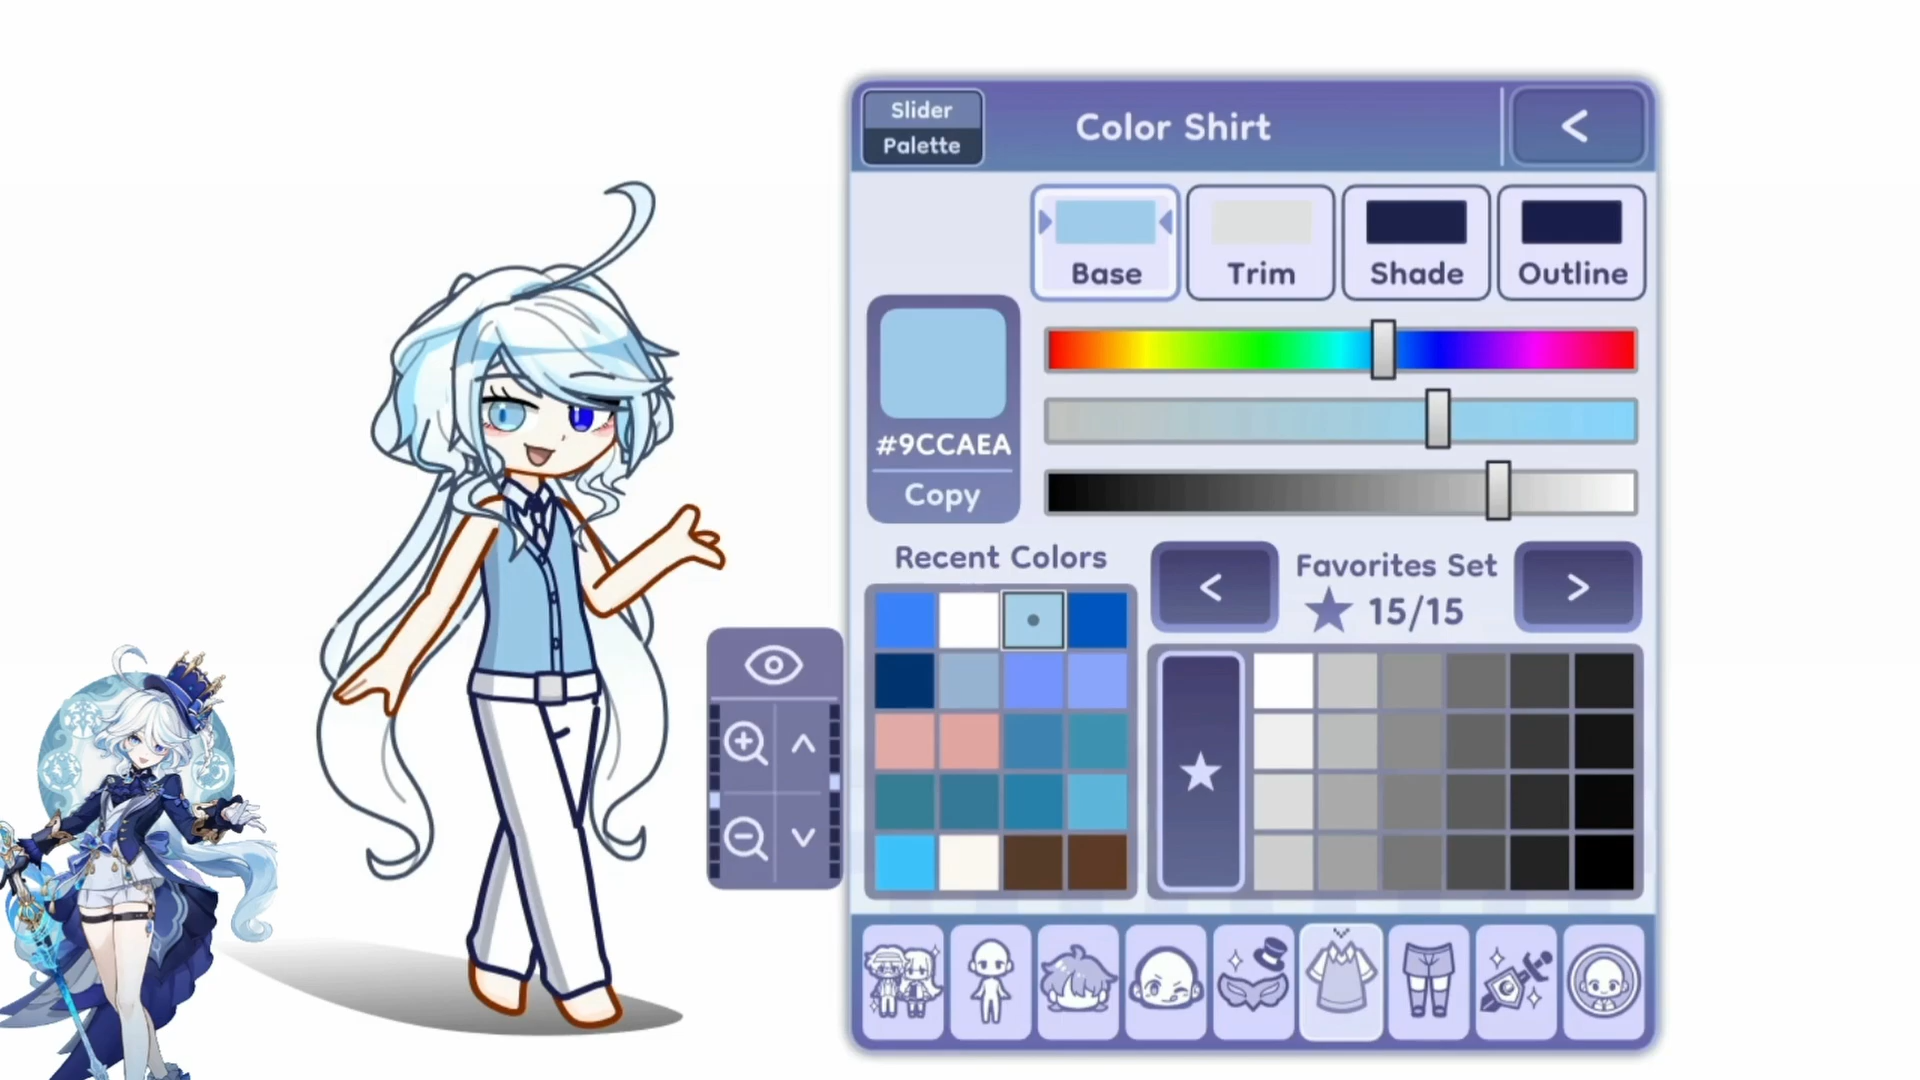 Slider
Palette
Color Shirt
Base
Trim
Shade
Outline
#9CCAEA
Copy
Recent Colors
Favorites Set
15/15